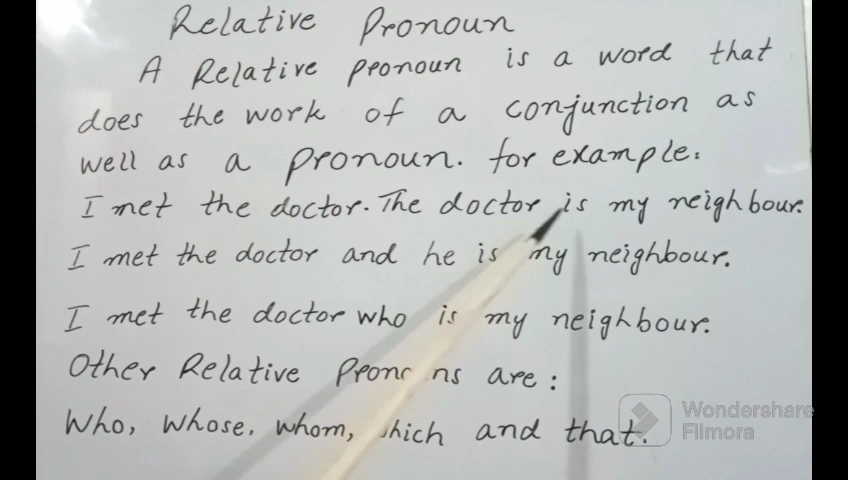 Relative Pronoun
A Relative pronoun is a word that
does the work of a conjunction as
well as a pronoun. for example:
I met the doctor. The doctor is my neighbour.
I met the doctor and he is my neighbour.
I met the doctor who is my neighbour.
Other Relative are:
Who, Whose, whom, and that.
Wondershare
Filmora